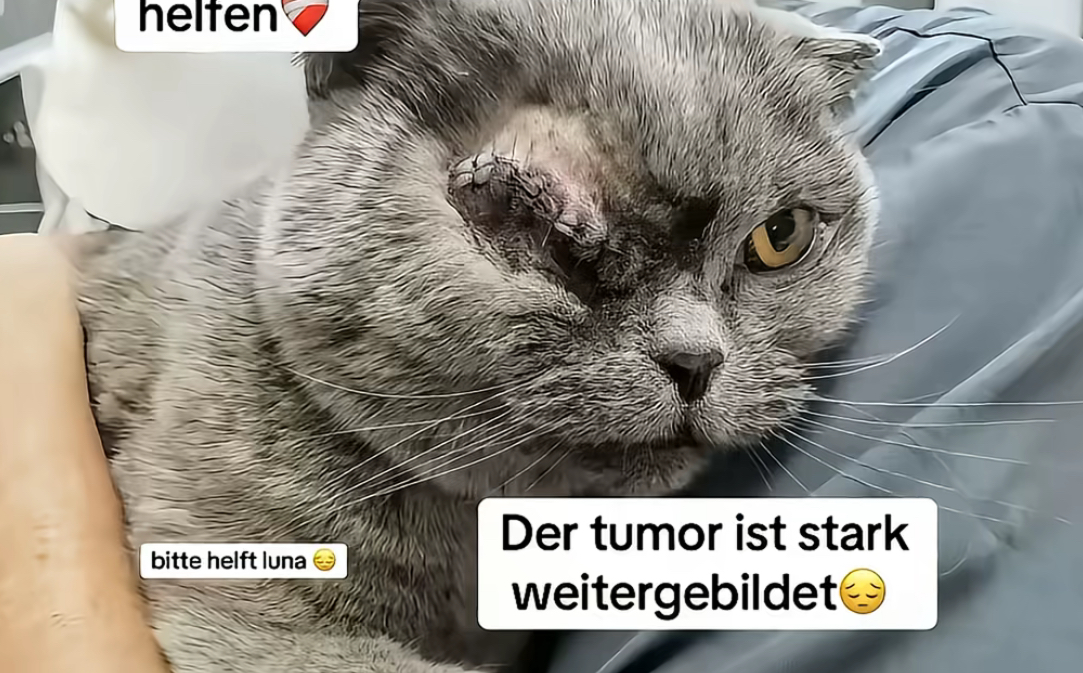 helfen❤️‍🩹
bitte helft luna 😔
Der tumor ist stark
weitergebildet😔